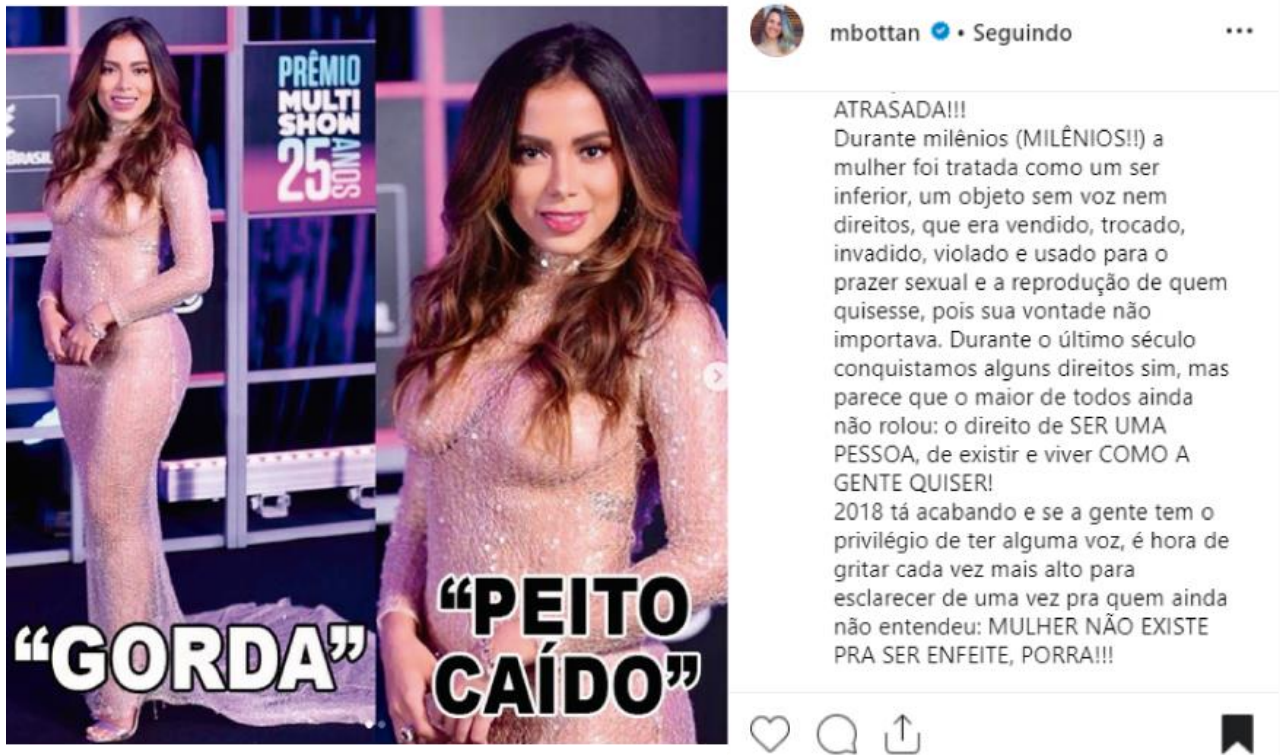 BRASIL
PRÊMIO
MULTI
SHOW
25 ANOS
“GORDA”
“PEITO
CAÍDO”
mbottan • Seguindo
ATRASADA!!!
Durante milênios (MILÊNIOS!!) a
mulher foi tratada como um ser
inferior, um objeto sem voz nem
direitos, que era vendido, trocado,
invadido, violado e usado para o
prazer sexual e a reprodução de quem
quisesse, pois sua vontade não
importava. Durante o último século
conquistamos alguns direitos sim, mas
parece que o maior de todos ainda
não rolou: o direito de SER UMA
PESSOA, de existir e viver COMO A
GENTE QUISER!
2018 tá acabando e se a gente tem o
privilégio de ter alguma voz, é hora de
gritar cada vez mais alto para
esclarecer de uma vez pra quem ainda
não entendeu: MULHER NÃO EXISTE
PRA SER ENFEITE, PORRA!!!